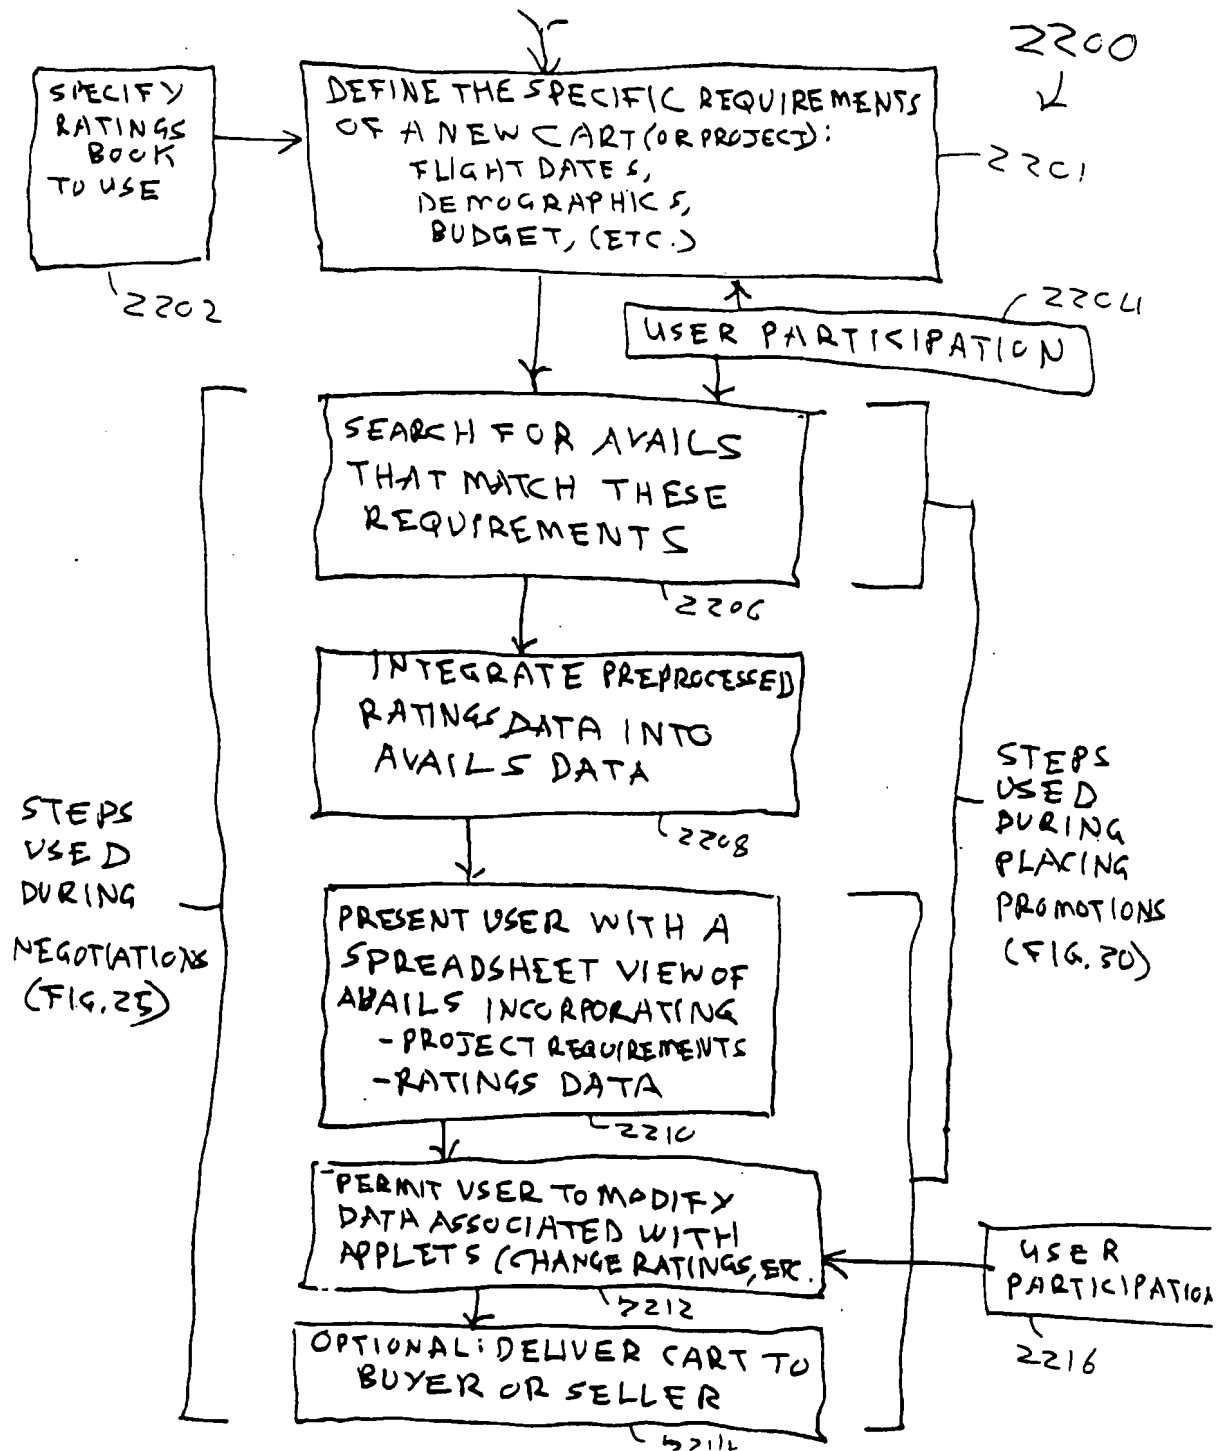 2200
SPECIFY
RATINGS
BOOK
TO USE
2202
DEFINE THE SPECIFIC REQUIREMENTS
OF A NEW CART (OR PROJECT):
FLIGHT DATES,
DEMOGRAPHICS,
BUDGET, (ETC.)
2201
2204
USER PARTICIPATION
SEARCH FOR AVAILS
THAT MATCH THESE
REQUIREMENTS
2206
INTEGRATE PREPROCESSED
RATINGS DATA INTO
AVAILS DATA
2208
STEPS
USED
DURING
NEGOTIATIONS
(FIG. 25)
STEPS
USED
DURING
PLACING
PROMOTIONS
(FIG. 30)
PRESENT USER WITH A
SPREADSHEET VIEW OF
AVAILS INCORPORATING
-PROJECT REQUIREMENTS
-RATINGS DATA
2210
PERMIT USER TO MODIFY
DATA ASSOCIATED WITH
APPLETS (CHANGE RATINGS, ETC.
2212
USER
PARTICIPATION
2216
OPTIONAL: DELIVER CART TO
BUYER OR SELLER